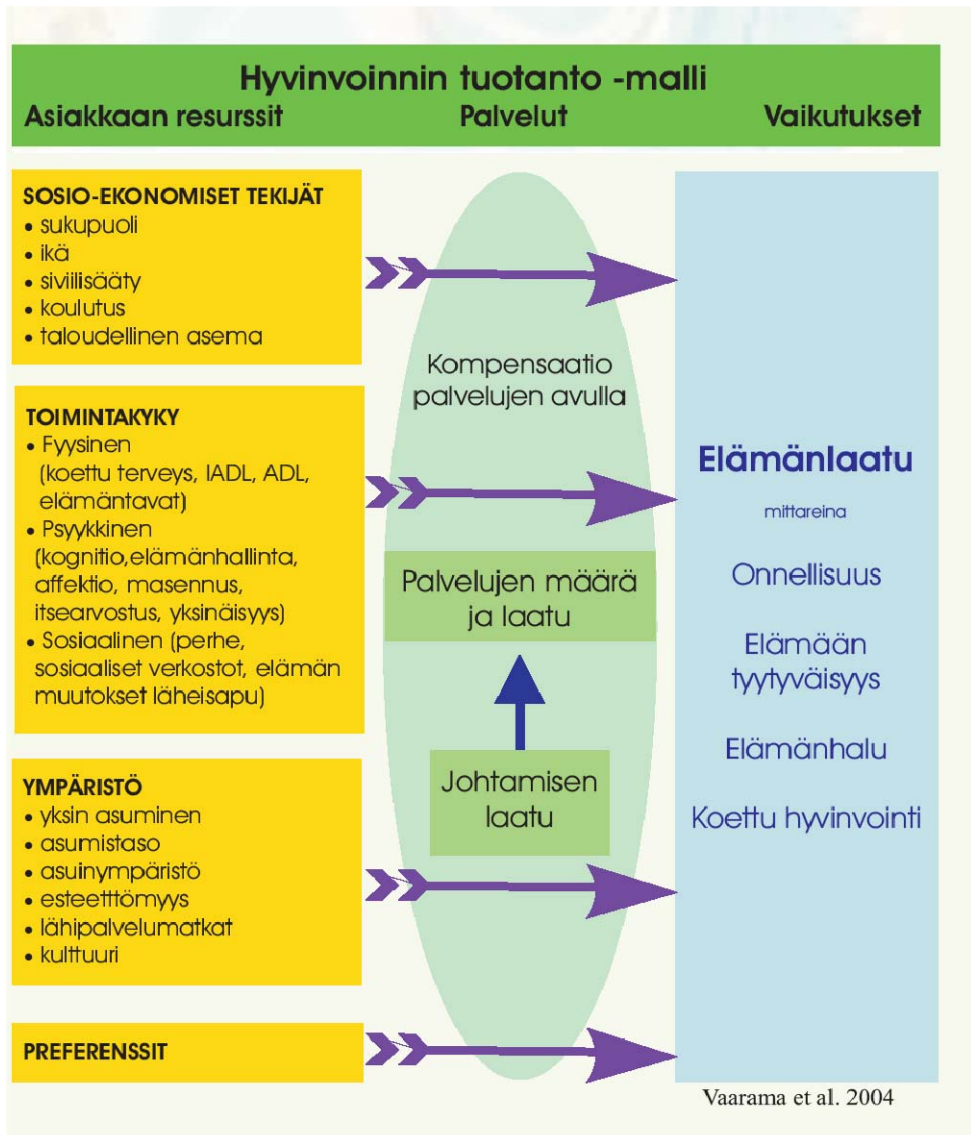 Hyvinvoinnin tuotanto -malli
Asiakkaan resurssit
Palvelut
Vaikutukset
SOSIO-EKONOMISET TEKIJÄT
• sukupuoli
• ikä
• siviilisääty
• koulutus
• taloudellinen asema
TOIMINTAKYKY
• Fyysinen
(koettu terveys, IADL, ADL,
elämäntavat)
• Psyykkinen
(kognitio,elämänhallinta,
affektio, masennus,
itsearvostus, yksinäisyys)
• Sosiaalinen (perhe,
sosiaaliset verkostot, elämän
muutokset läheisapu)
YMPÄRISTÖ
• yksin asuminen
• asumistaso
• asuinympäristö
• esteetttömyys
• lähipalvelumatkat
• kulttuuri
PREFERENSSIT
Kompensaatio
palvelujen avulla
Palvelujen määrä
ja laatu
Johtamisen
laatu
Elämänlaatu
mittareina
Onnellisuus
Elämään
tyytyväisyys
Elämänhalu
Koettu hyvinvointi
Vaarama et al. 2004